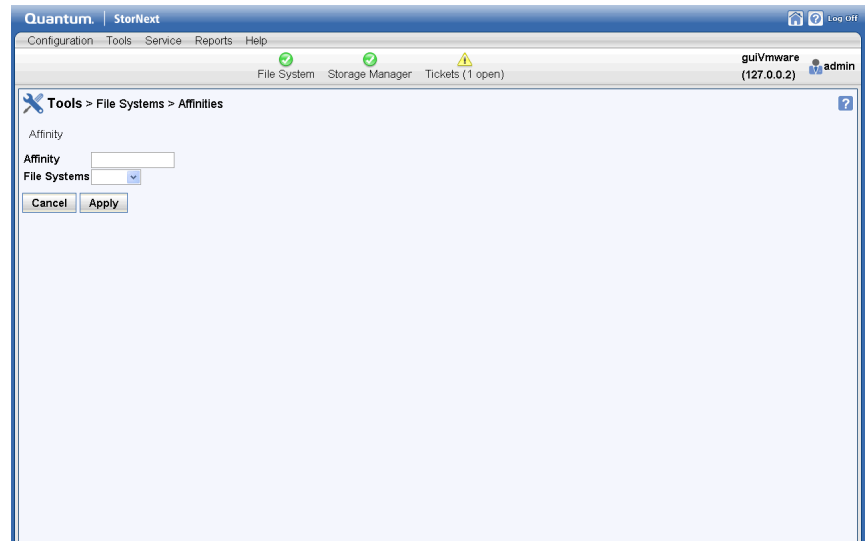 Quantum. StorNext
Log Off
Configuration Tools Service Reports Help
File System Storage Manager Tickets (1 open)
guiVmware
(127.0.0.2)
admin
Tools > File Systems > Affinities
?
Affinity
Affinity
File Systems
Cancel Apply